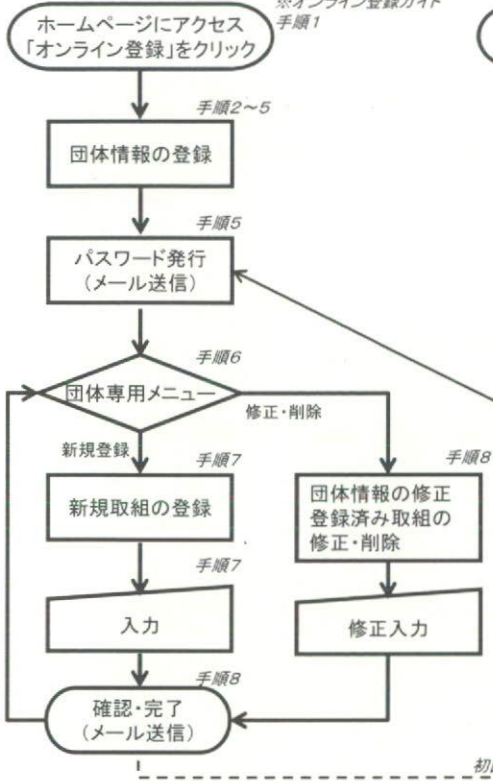 ※オンライン登録ガイド
手順1
ホームページにアクセス
「オンライン登録」をクリック
手順2～5
団体情報の登録
手順5
パスワード発行
(メール送信)
手順6
団体専用メニュー
修正・削除
新規登録
手順7
手順8
新規取組の登録
団体情報の修正
登録済み取組の
修正・削除
手順7
入力
修正入力
手順8
確認・完了
(メール送信)